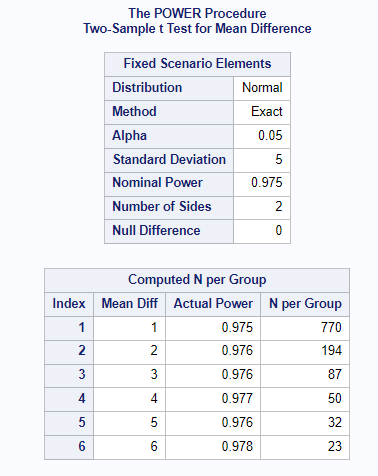 The POWER Procedure
Two-Sample t Test for Mean Difference
Fixed Scenario Elements
Distribution Normal
Method Exact
Alpha 0.05
Standard Deviation 5
Nominal Power 0.975
Number of Sides 2
Null Difference 0
Computed N per Group
Index Mean Diff Actual Power N per Group
1 1 0.975 770
2 2 0.976 194
3 3 0.976 87
4 4 0.977 50
5 5 0.976 32
6 6 0.978 23